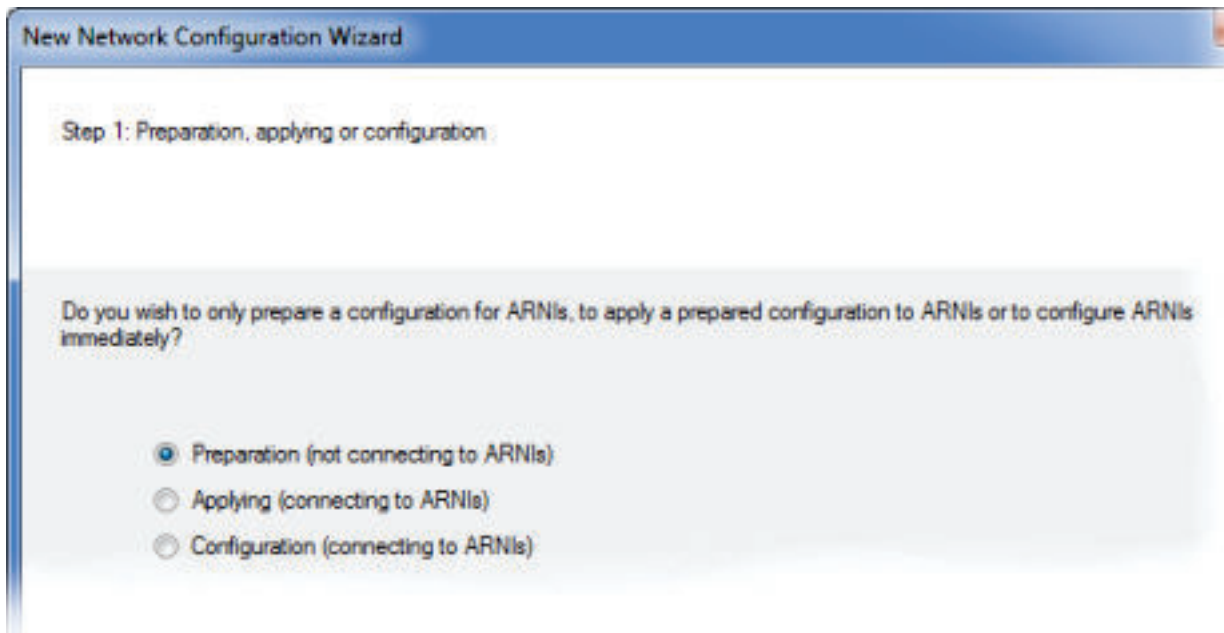 New Network Configuration Wizard
Step 1: Preparation, applying or configuration
Do you wish to only prepare a configuration for ARNIs, to apply a prepared configuration to ARNIs or to configure ARNIs
immediately?
Preparation (not connecting to ARNIs)
Applying (connecting to ARNIs)
Configuration (connecting to ARNIs)